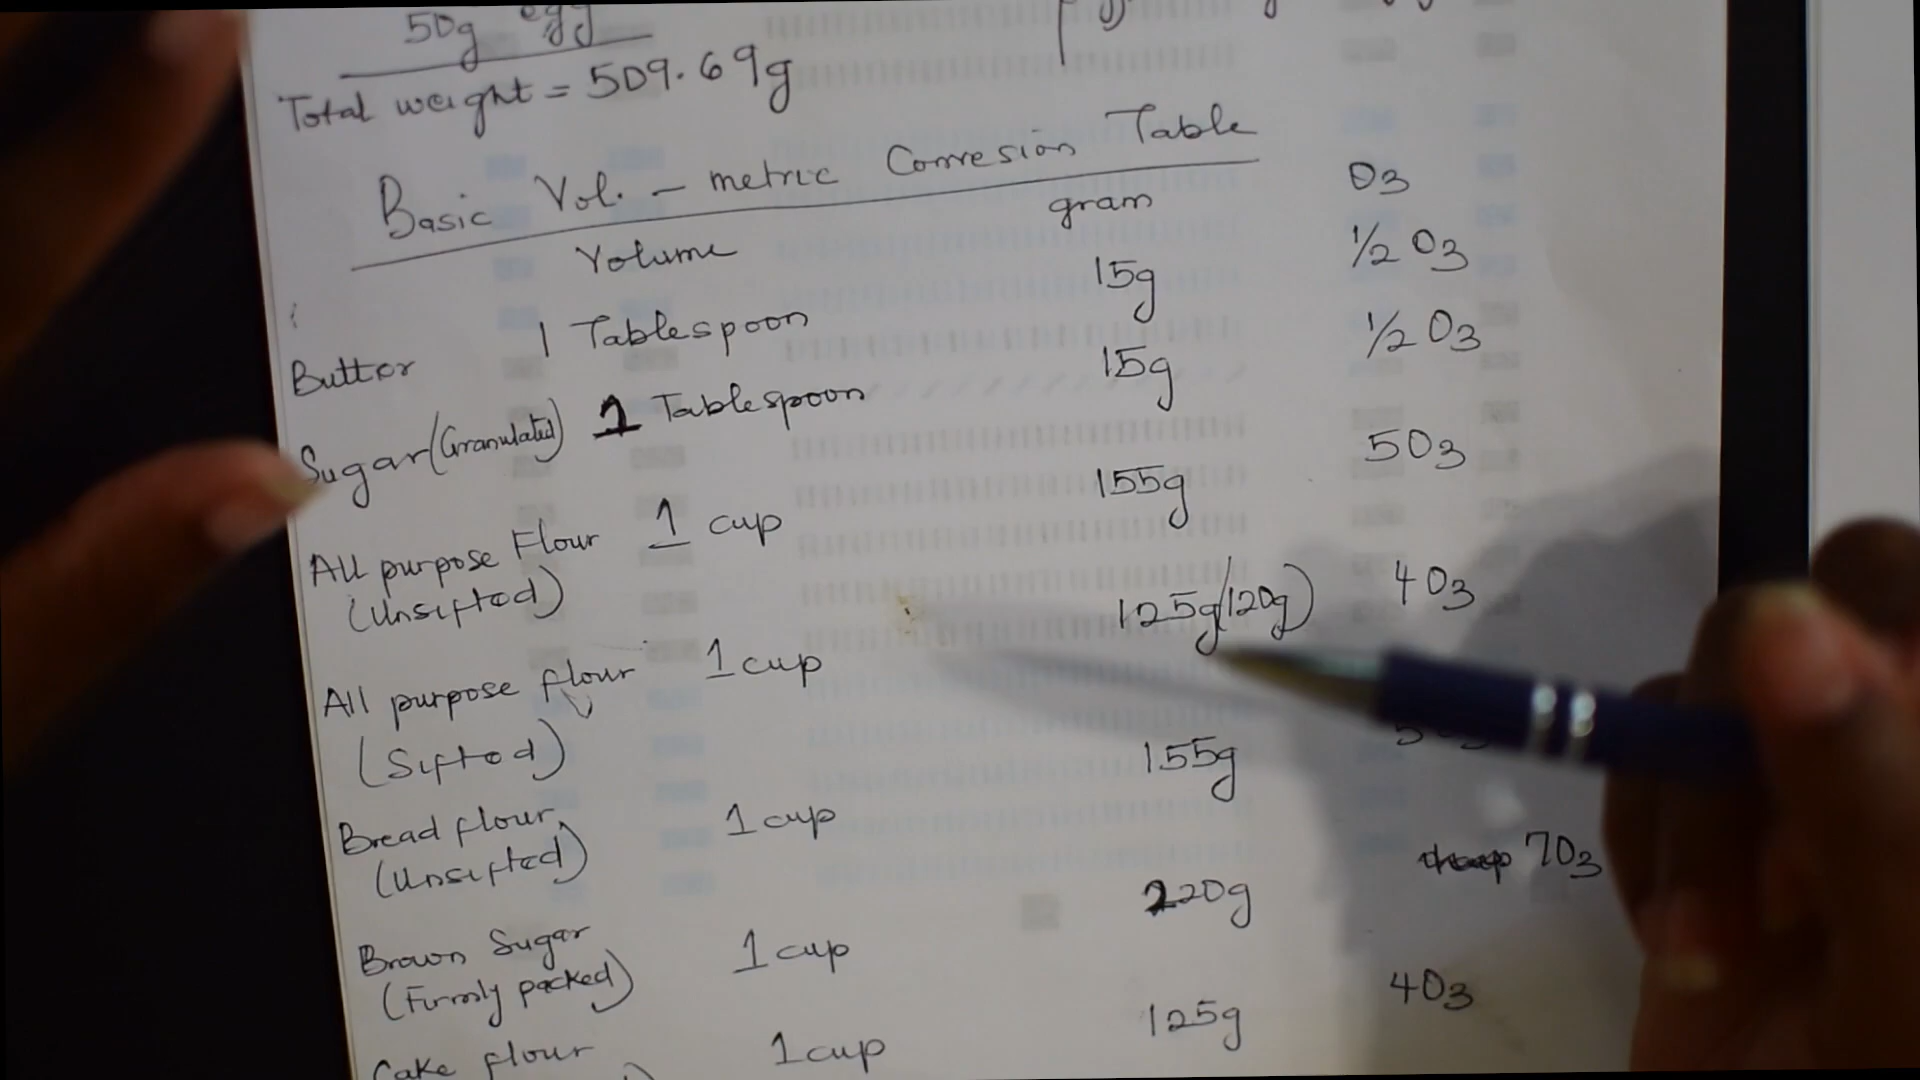 50g egg
Total weight = 509.69g
Basic Vol. - metric Conversion Table
Volume gram Oz
Butter 1 Tablespoon 15g 1/2 Oz
Sugar (Granulated) 1 Tablespoon 15g 1/2 Oz
All purpose Flour 1 cup 155g 5 Oz
(Unsifted)
All purpose flour 1 cup 125g (120g) 4 Oz
(Sifted)
Bread flour 1 cup 155g
(Unsifted)
Brown Sugar 1 cup 220g 7 Oz
(Firmly packed)
Cake flour 1 cup 125g 4 Oz